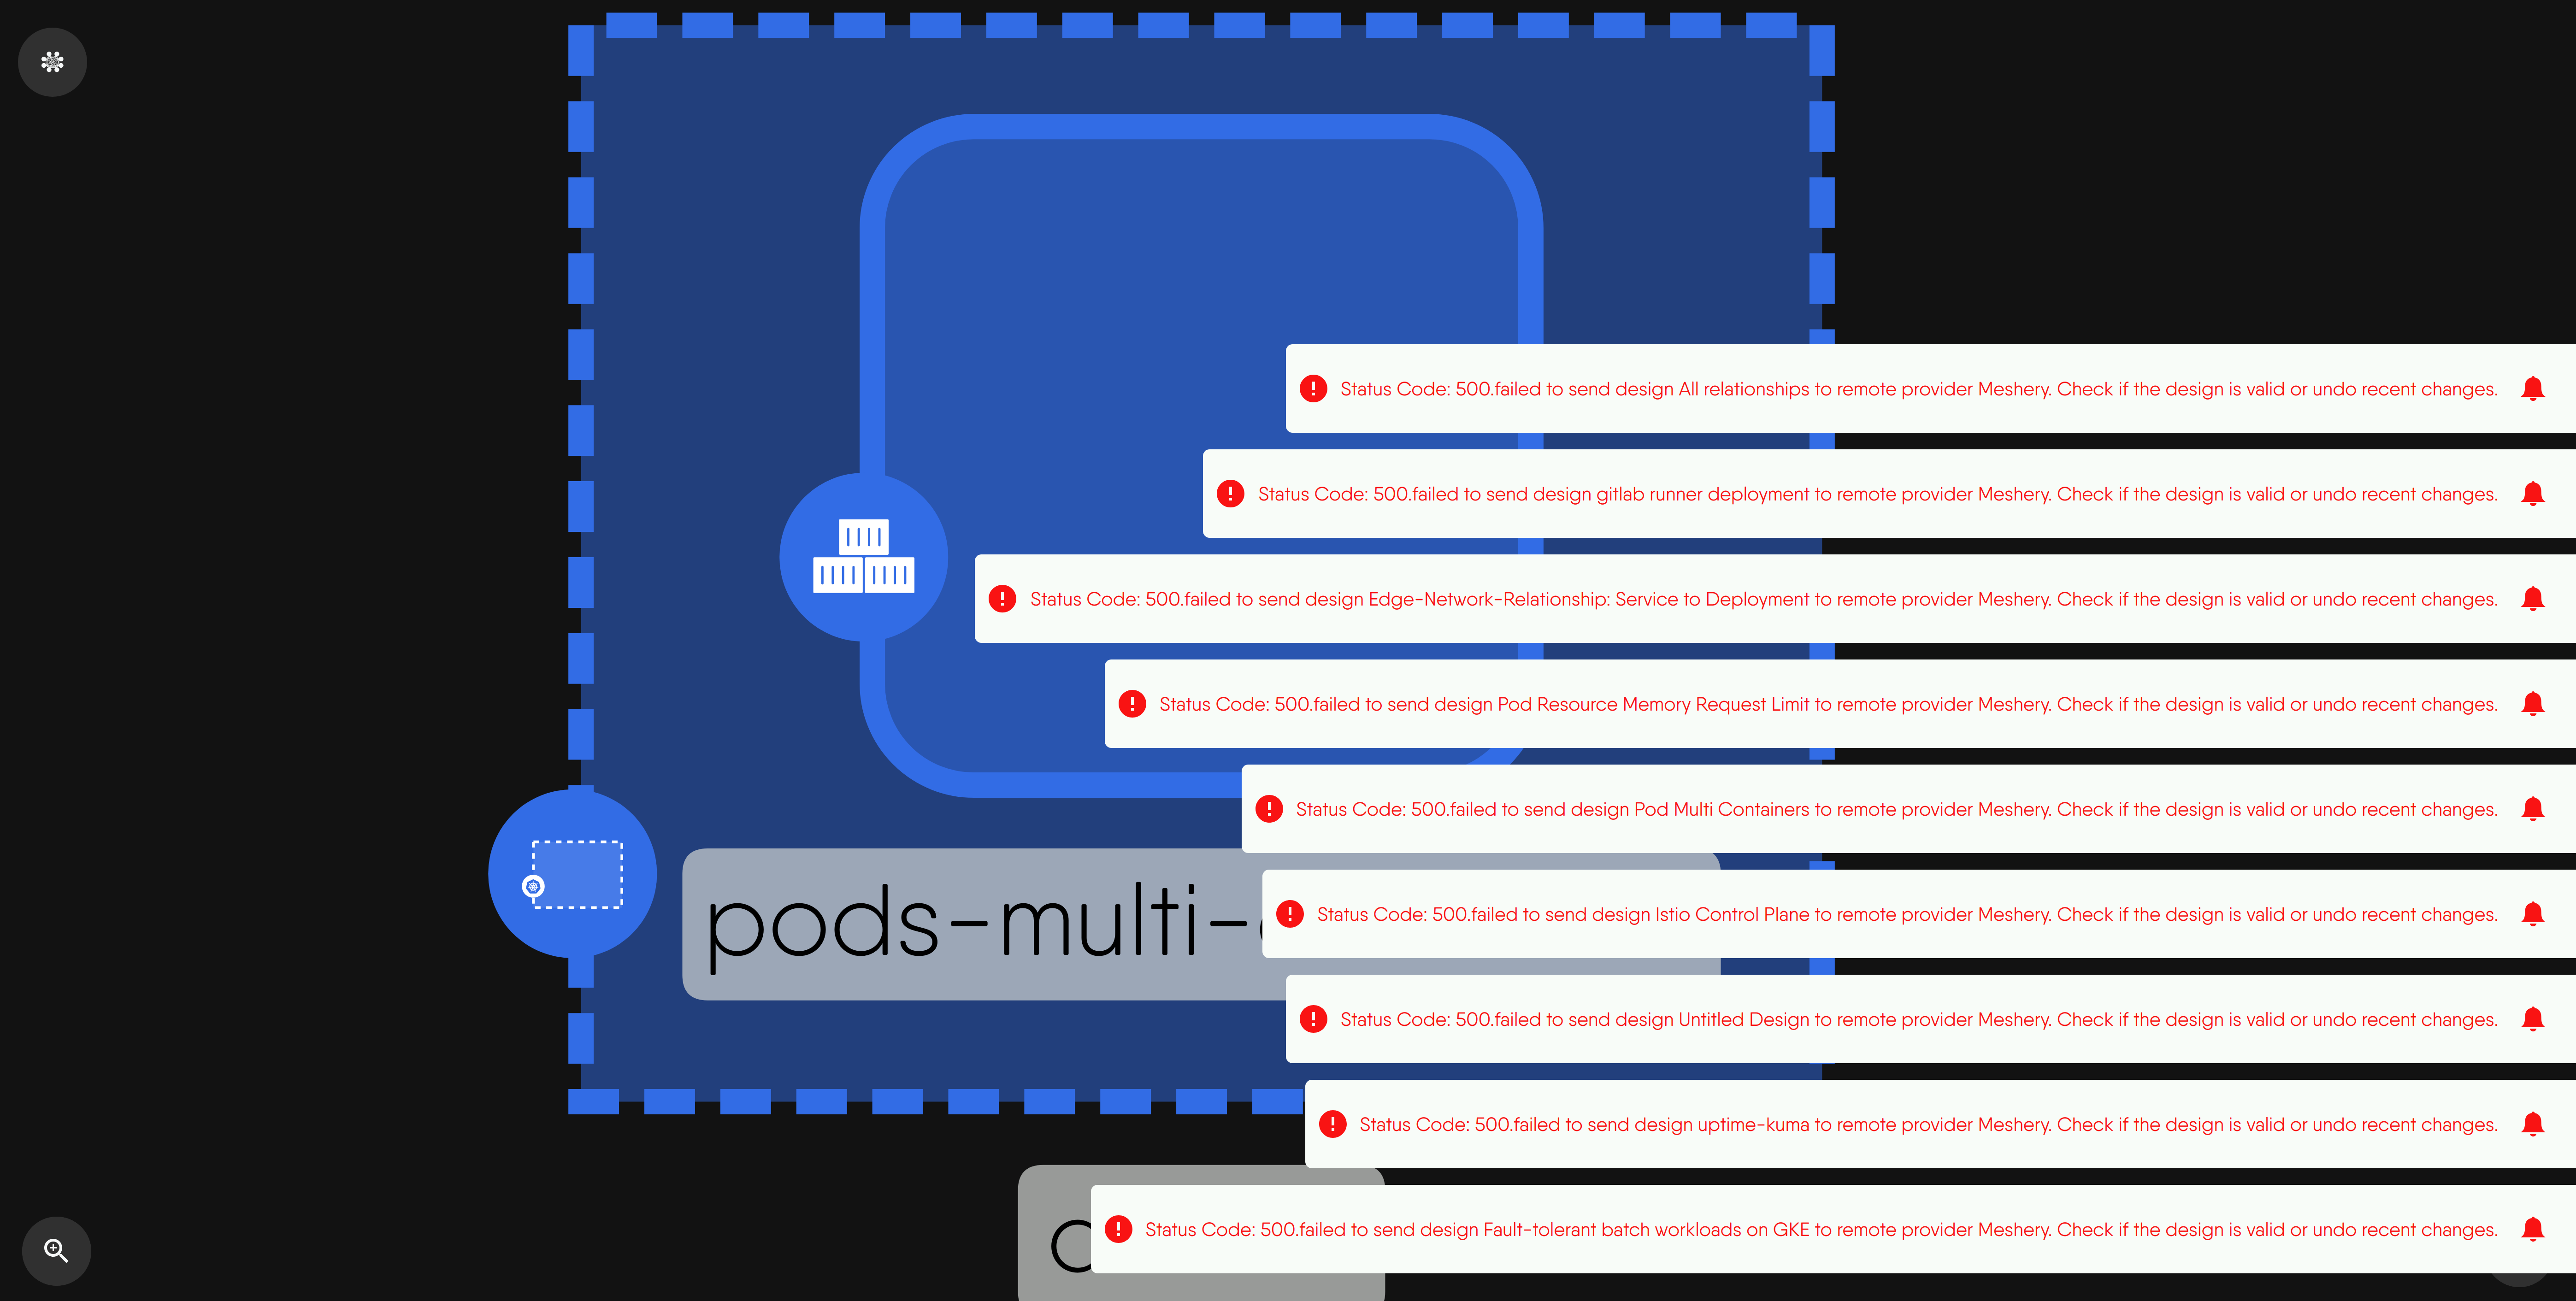 Status Code: 500.failed to send design All relationships to remote provider Meshery. Check if the design is valid or undo recent changes.
Status Code: 500.failed to send design gitlab runner deployment to remote provider Meshery. Check if the design is valid or undo recent changes.
Status Code: 500.failed to send design Edge-Network-Relationship: Service to Deployment to remote provider Meshery. Check if the design is valid or undo recent changes.
Status Code: 500.failed to send design Pod Resource Memory Request Limit to remote provider Meshery. Check if the design is valid or undo recent changes.
Status Code: 500.failed to send design Pod Multi Containers to remote provider Meshery. Check if the design is valid or undo recent changes.
pods-multi-
Status Code: 500.failed to send design Istio Control Plane to remote provider Meshery. Check if the design is valid or undo recent changes.
Status Code: 500.failed to send design Untitled Design to remote provider Meshery. Check if the design is valid or undo recent changes.
Status Code: 500.failed to send design uptime-kuma to remote provider Meshery. Check if the design is valid or undo recent changes.
Status Code: 500.failed to send design Fault-tolerant batch workloads on GKE to remote provider Meshery. Check if the design is valid or undo recent changes.